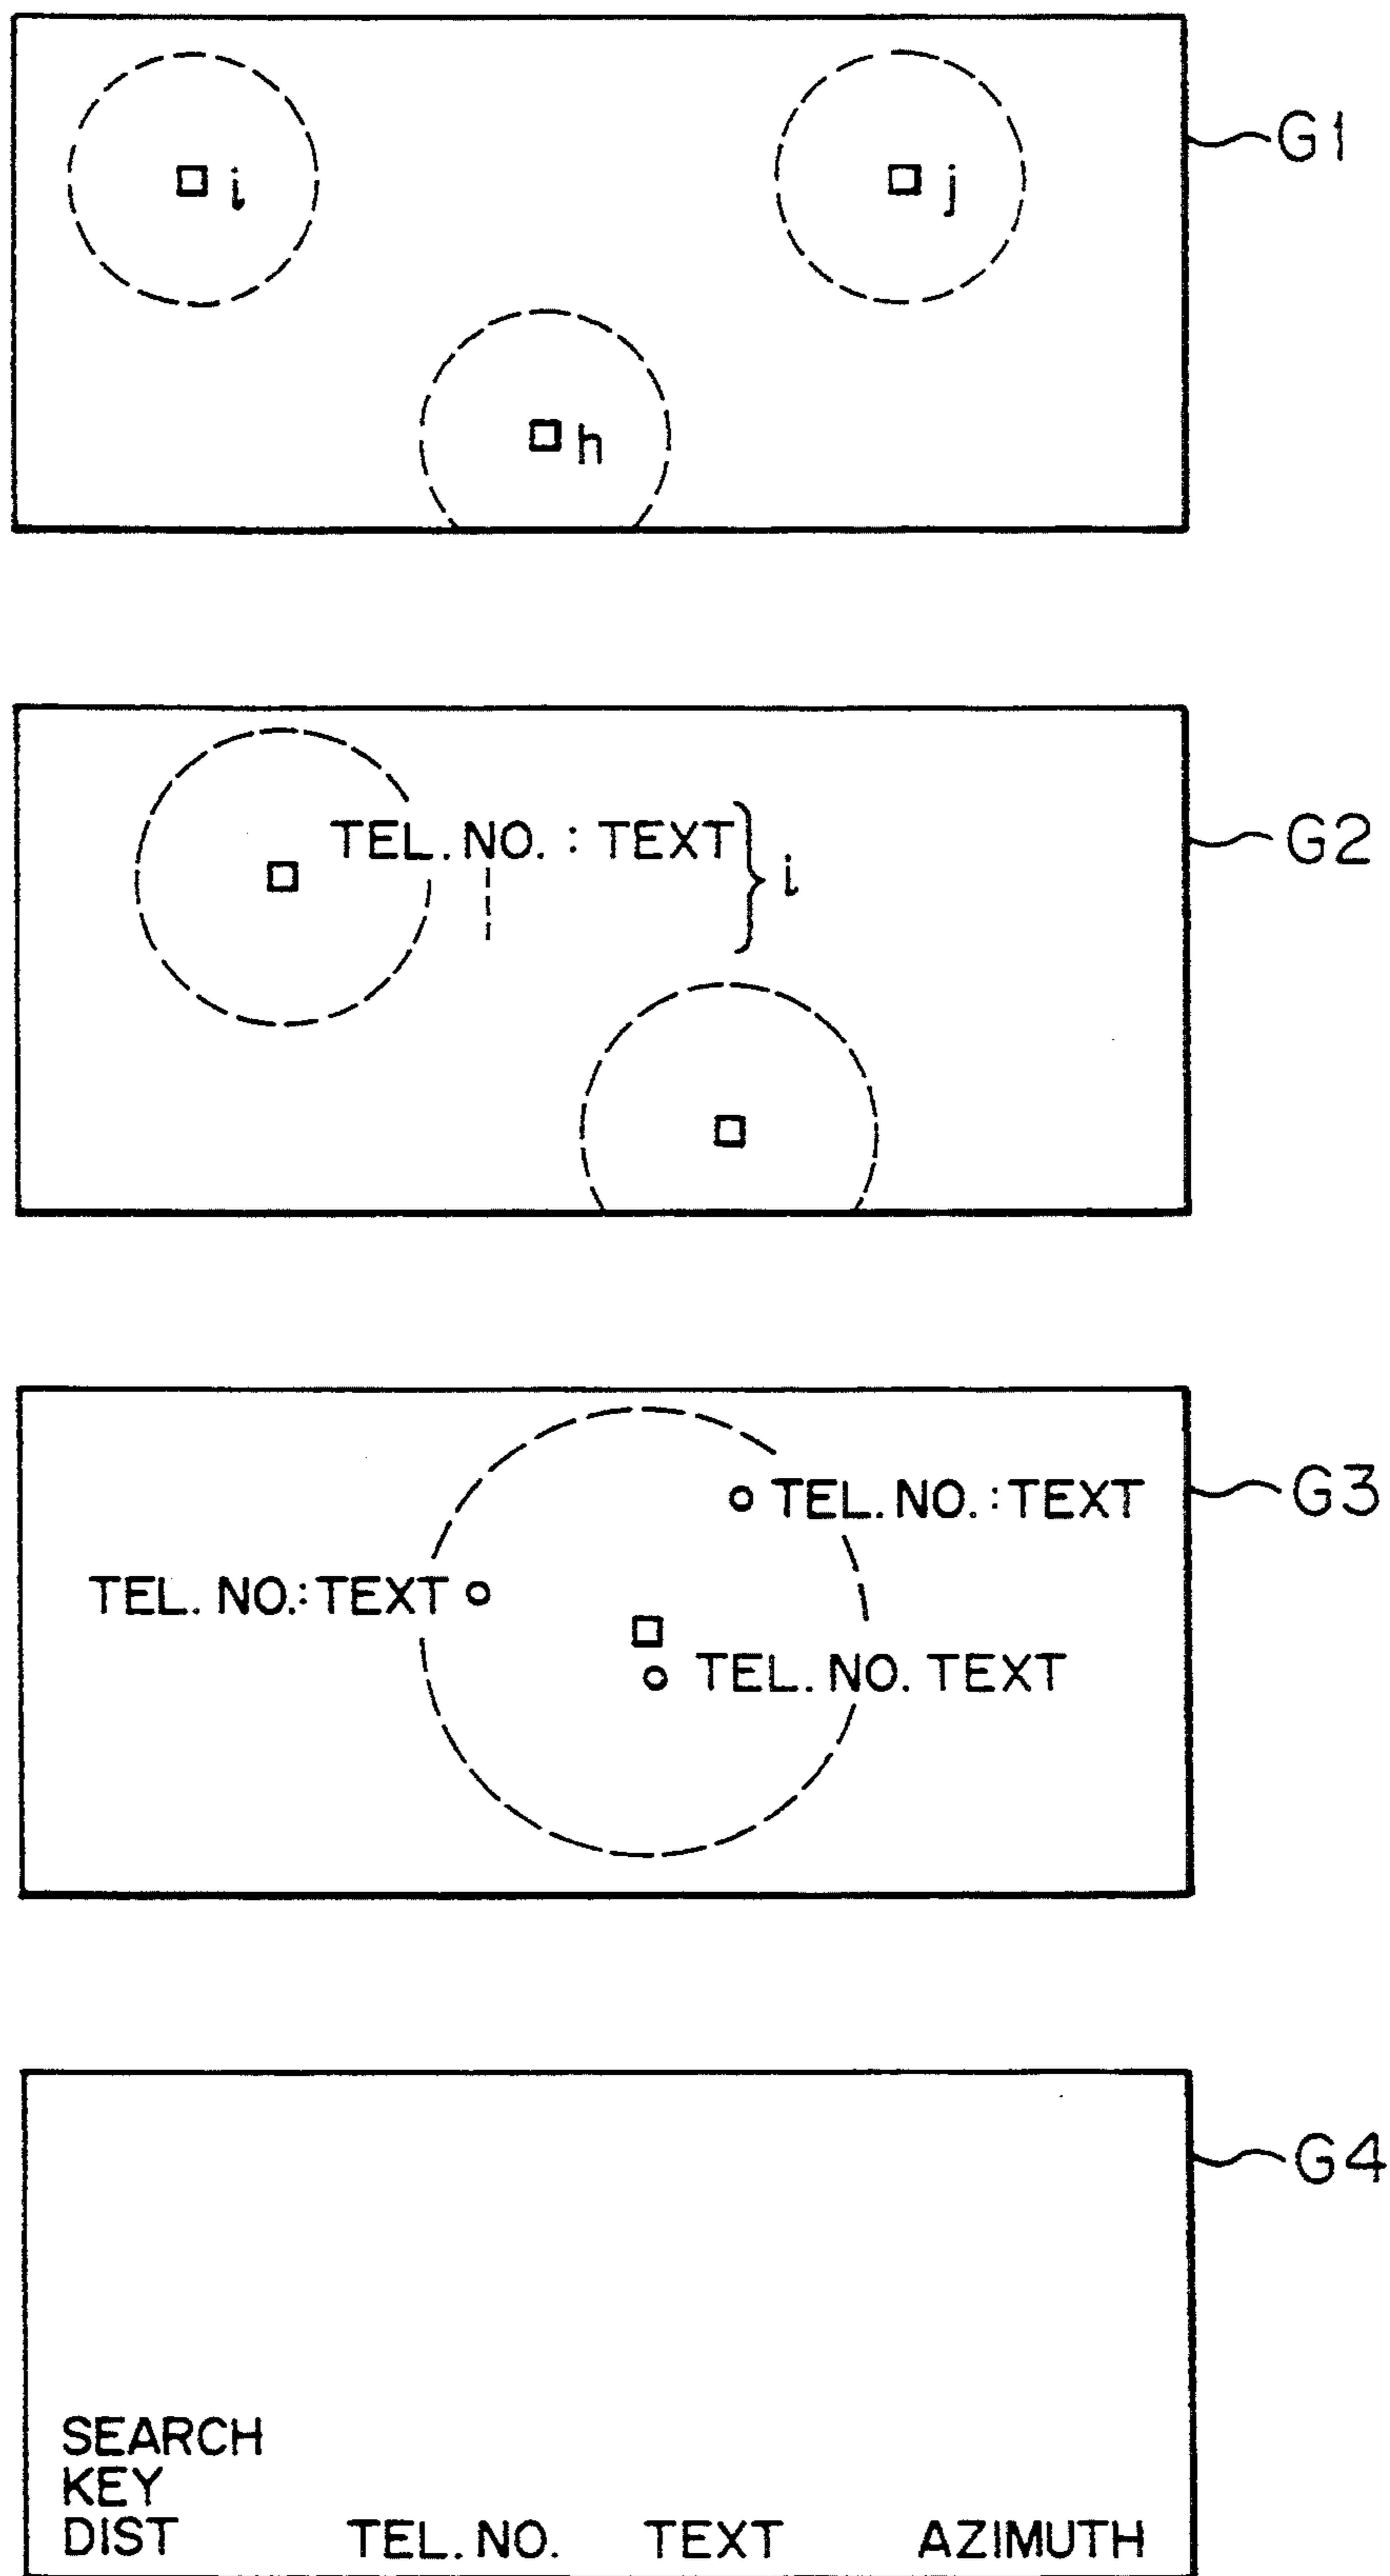 G1
i
j
h
G2
TEL. NO. : TEXT
i
G3
TEL. NO. : TEXT
TEL. NO.: TEXT
TEL. NO. TEXT
G4
SEARCH
KEY
DIST TEL. NO. TEXT AZIMUTH